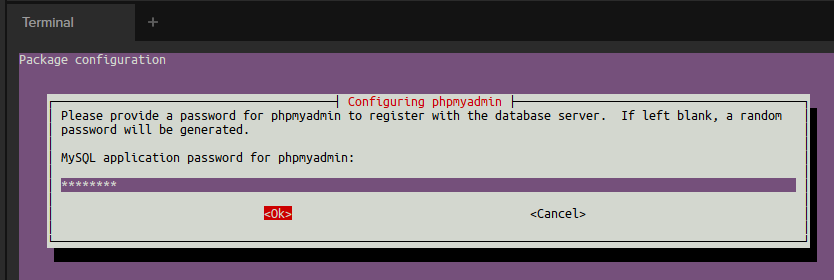 Terminal +
Package configuration
Configuring phpmyadmin
Please provide a password for phpmyadmin to register with the database server.  If left blank, a random
password will be generated.
MySQL application password for phpmyadmin:
********
<Ok> <Cancel>